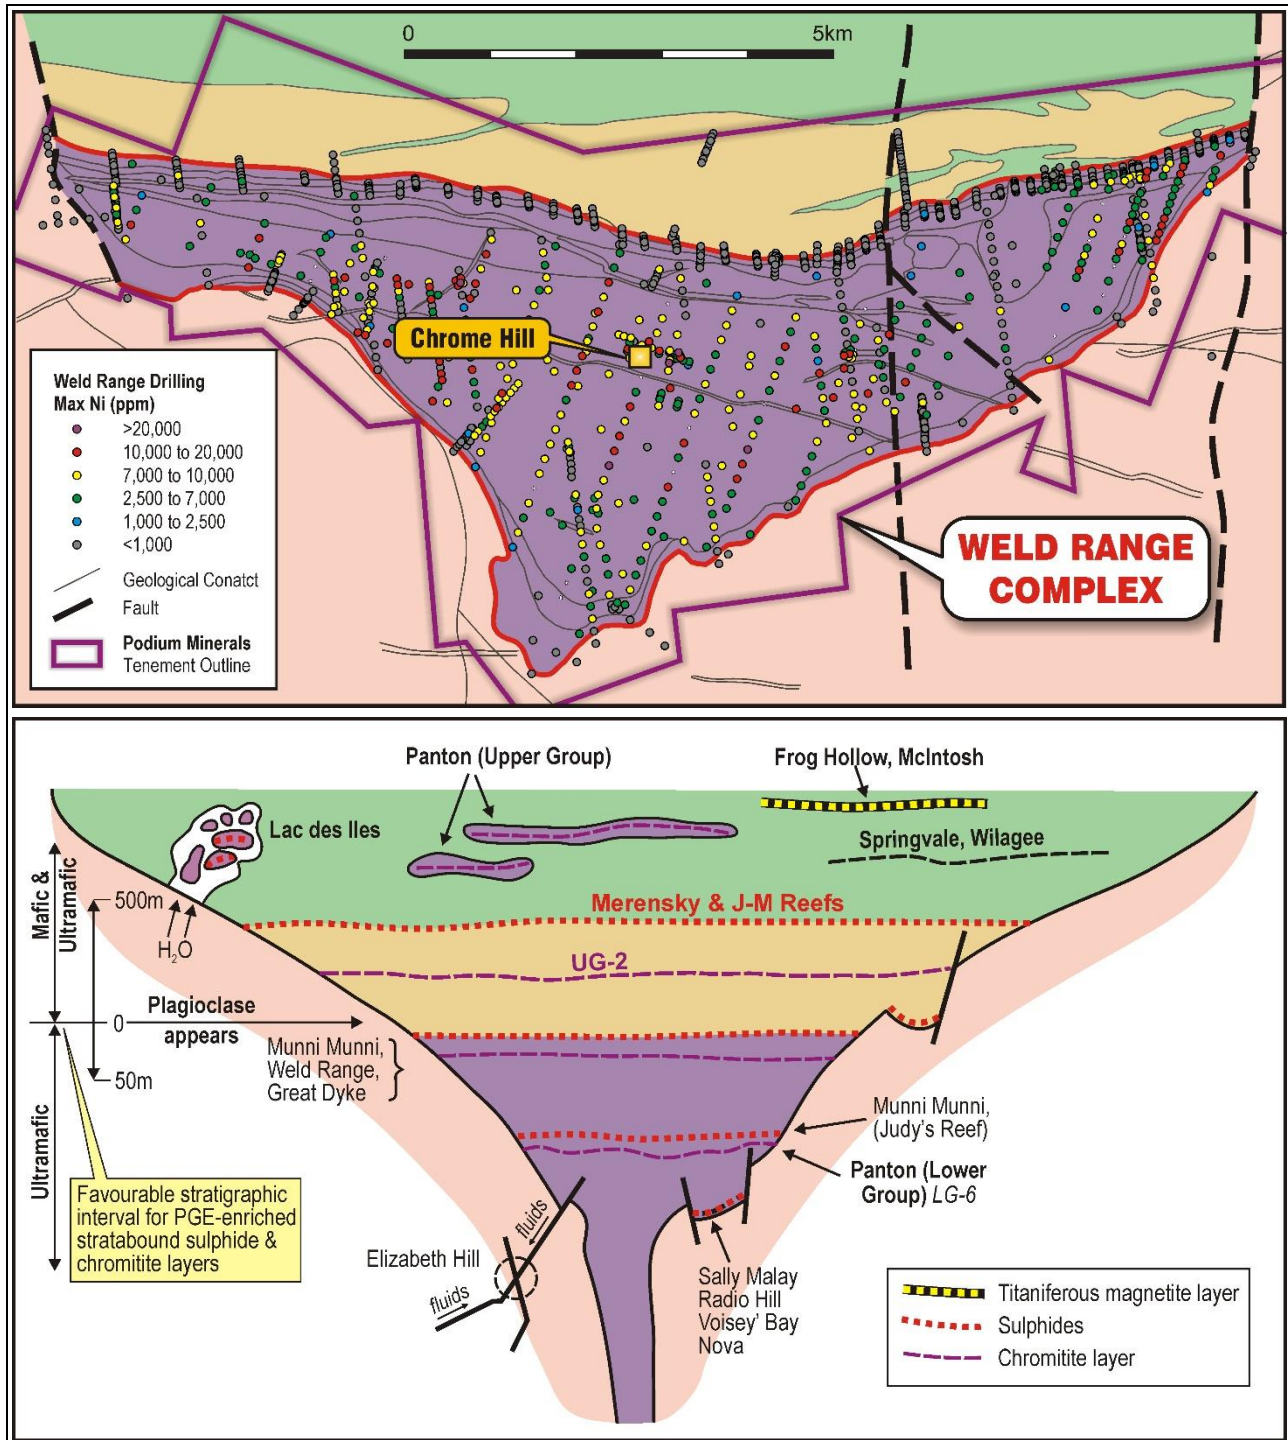 0 5km
Chrome Hill
Weld Range Drilling
Max Ni (ppm)
>20,000
10,000 to 20,000
7,000 to 10,000
2,500 to 7,000
1,000 to 2,500
<1,000
Geological Conatct
Fault
Podium Minerals
Tenement Outline
WELD RANGE
COMPLEX
Panton (Upper Group)
Frog Hollow, McIntosh
Lac des Iles
Springvale, Wilagee
Mafic &
Ultramafic
500m
H2O
Merensky & J-M Reefs
UG-2
Plagioclase
appears
0
Munni Munni,
Weld Range,
Great Dyke
50m
Ultramafic
Munni Munni,
(Judy's Reef)
Panton (Lower
Group) LG-6
Favourable stratigraphic
interval for PGE-enriched
stratabound sulphide &
chromitite layers
Elizabeth Hill
fluids
fluids
Sally Malay
Radio Hill
Voisey' Bay
Nova
Titaniferous magnetite layer
Sulphides
Chromitite layer